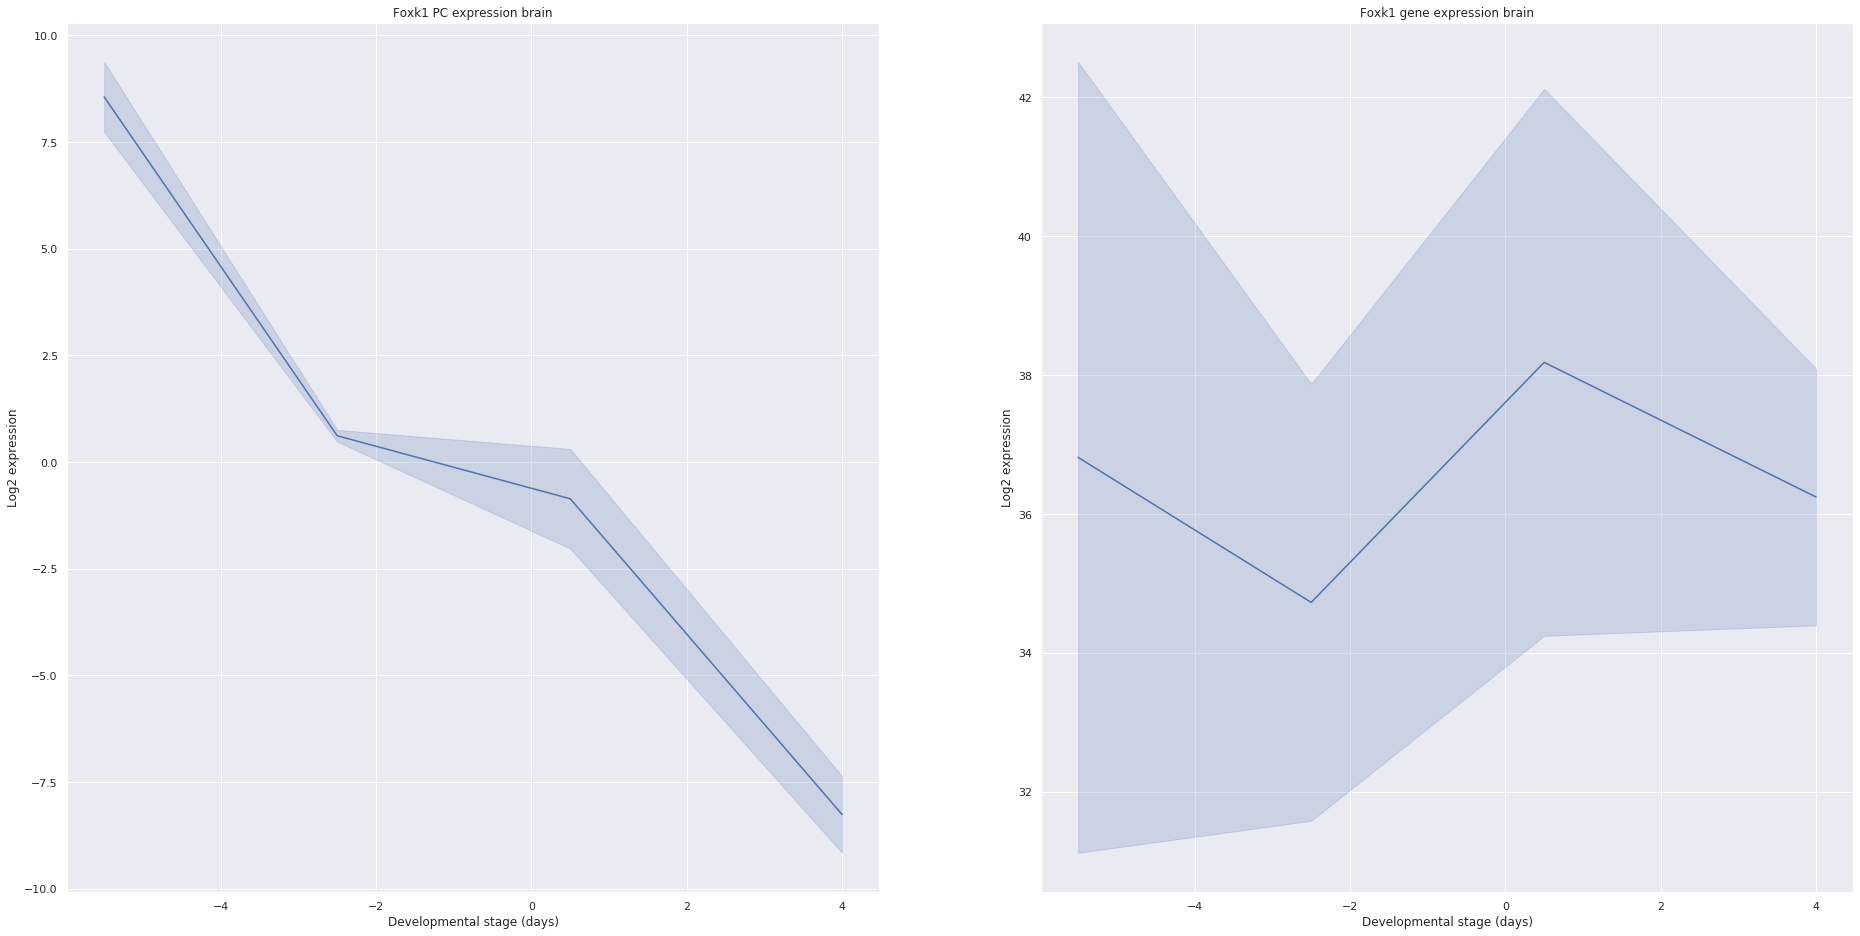 Foxk1 PC expression brain
10.0
7.5
5.0
2.5
0.0
−2.5
−5.0
−7.5
−10.0
Log2 expression
−4 −2 0 2 4
Developmental stage (days)
Foxk1 gene expression brain
42
40
38
36
34
32
Log2 expression
−4 −2 0 2 4
Developmental stage (days)